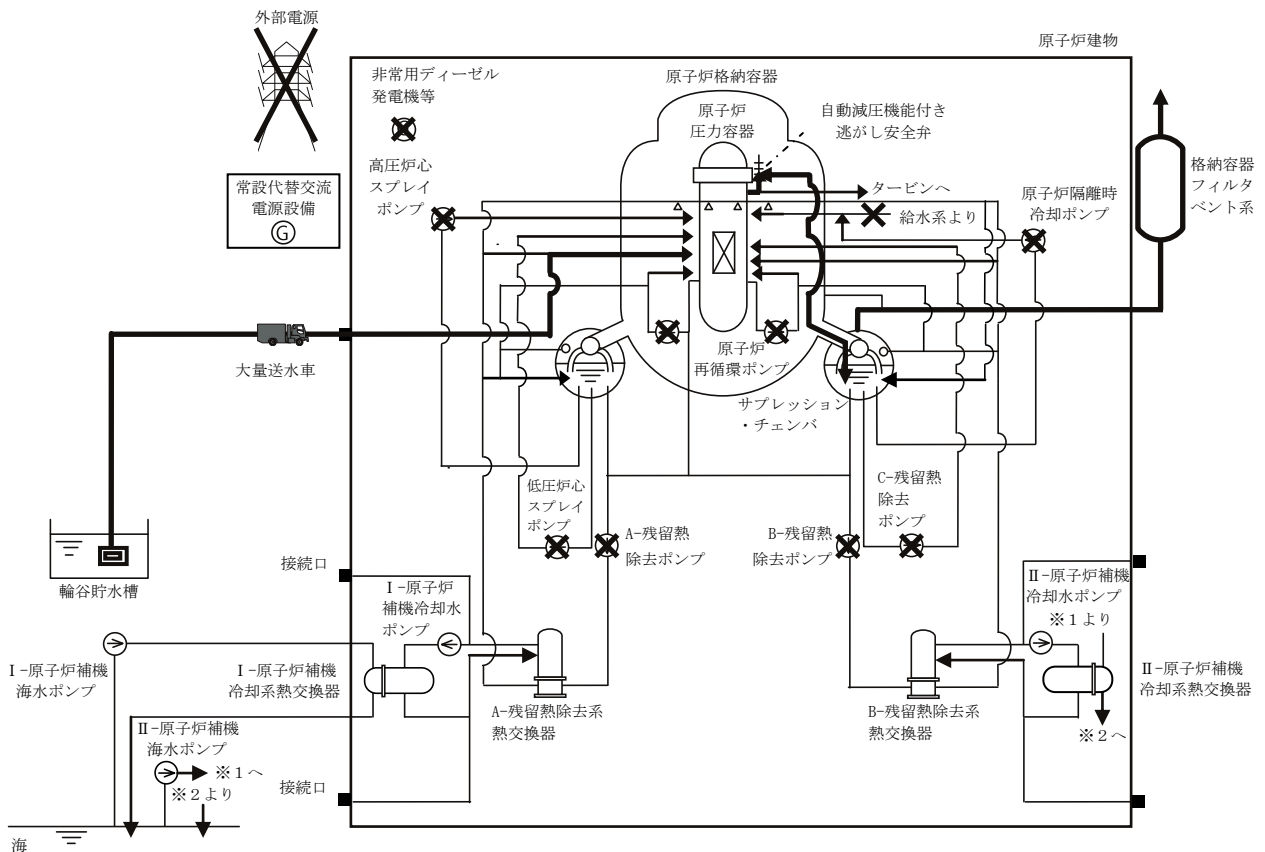 外部電源
原子炉建物
非常用ディーゼル
発電機等
原子炉格納容器
原子炉
圧力容器
自動減圧機能付き
逃がし安全弁
高圧炉心
スプレイ
ポンプ
常設代替交流
電源設備
G
タービンへ
給水系より
原子炉隔離時
冷却ポンプ
格納容器
フィルタ
ベント系
大量送水車
原子炉
再循環ポンプ
サプレッション
・チェンバ
低圧炉心
スプレイ
ポンプ
A-残留熱
除去ポンプ
B-残留熱
除去ポンプ
C-残留熱
除去
ポンプ
輪谷貯水槽
接続口
Ⅰ-原子炉
補機冷却水
ポンプ
Ⅱ-原子炉補機
冷却水ポンプ
※1より
Ⅰ-原子炉補機
海水ポンプ
Ⅰ-原子炉補機
冷却系熱交換器
A-残留熱除去系
熱交換器
B-残留熱除去系
熱交換器
Ⅱ-原子炉補機
冷却系熱交換器
※2へ
Ⅱ-原子炉補機
海水ポンプ
※1へ
※2より
接続口
海